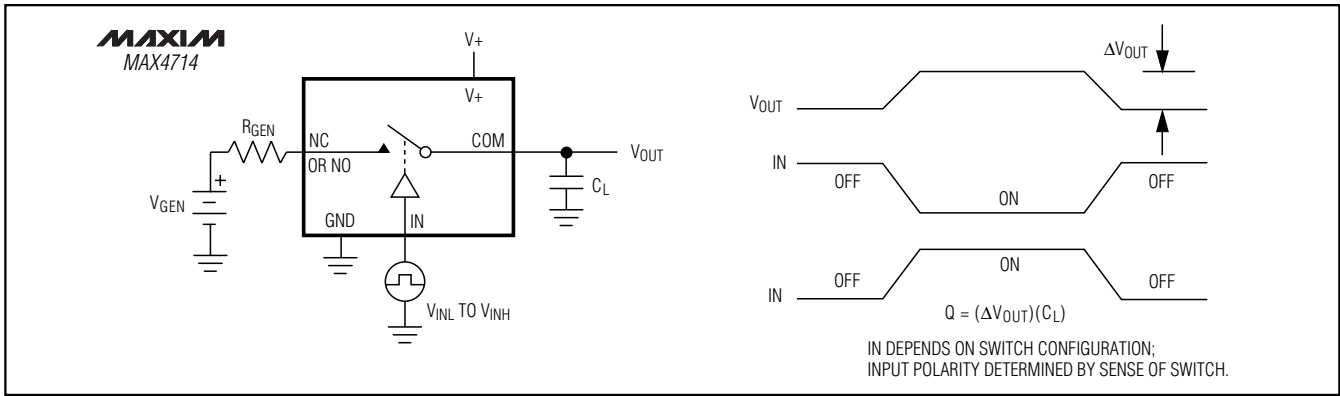 MAXIM
MAX4714
V+
V+
RGEN
NC
OR NO
COM
VOUT
CL
VGEN
+
GND
IN
VINL TO VINH
ΔVOUT
VOUT
IN
OFF
ON
OFF
IN
OFF
ON
OFF
Q = (ΔVOUT)(CL)
IN DEPENDS ON SWITCH CONFIGURATION;
INPUT POLARITY DETERMINED BY SENSE OF SWITCH.